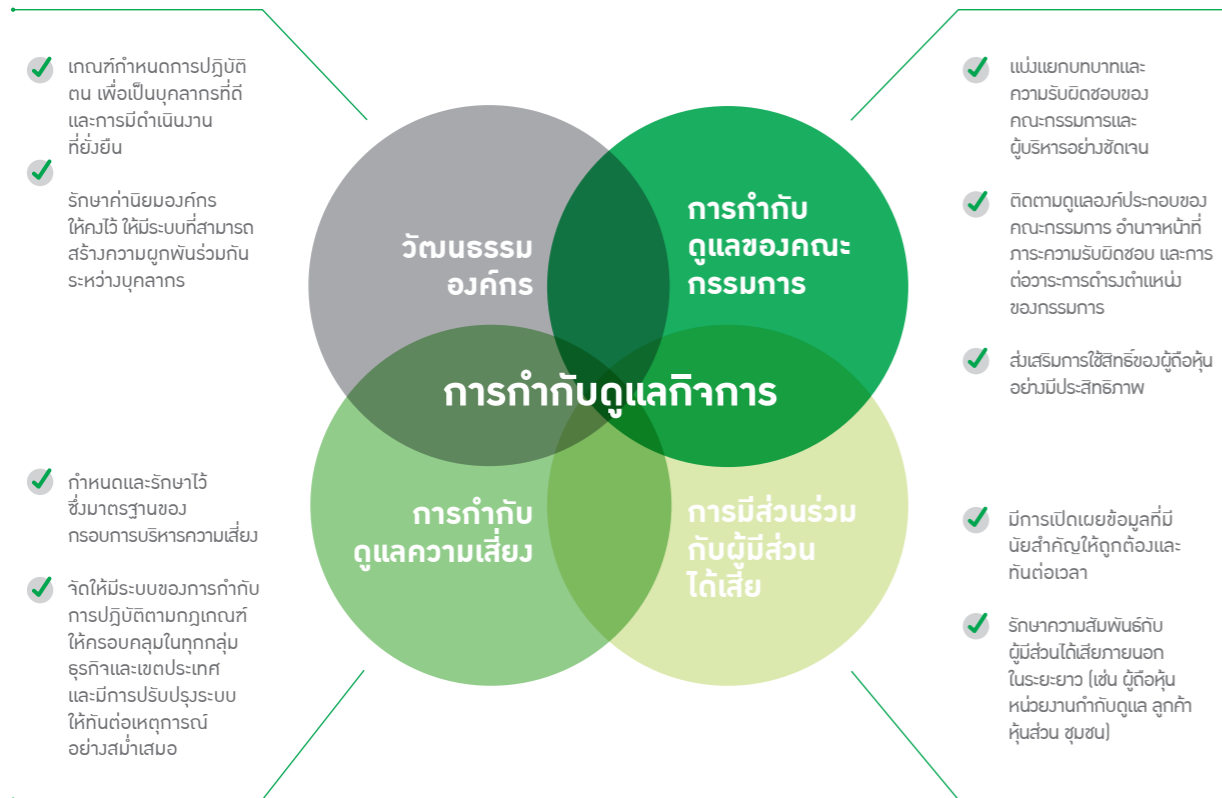 เกณฑ์กำหนดการปฏิบัติ
ตน เพื่อเป็นบุคลากรที่ดี
และการมีดำเนินงาน
ที่ยั่งยืน
รักษาค่านิยมองค์กร
ให้คงไว้ ให้มีระบบที่สามารถ
สร้างความผูกพันร่วมกัน
ระหว่างบุคลากร
แบ่งแยกบทบาทและ
ความรับผิดชอบของ
คณะกรรมการและ
ผู้บริหารอย่างชัดเจน
ติดตามดูแลองค์ประกอบของ
คณะกรรมการ อำนาจหน้าที่
ภาระความรับผิดชอบ และการ
ต่อวาระการดำรงตำแหน่ง
ของกรรมการ
ส่งเสริมการใช้สิทธิ์ของผู้ถือหุ้น
อย่างมีประสิทธิภาพ
วัฒนธรรม
องค์กร
การกำกับ
ดูแลของคณะ
กรรมการ
การกำกับดูแลกิจการ
การกำกับ
ดูแลความเสี่ยง
การมีส่วนร่วม
กับผู้มีส่วน
ได้เสีย
กำหนดและรักษาไว้
ซึ่งมาตรฐานของ
กรอบการบริหารความเสี่ยง
จัดให้มีระบบของการกำกับ
การปฏิบัติตามกฎเกณฑ์
ให้ครอบคลุมในทุกกลุ่ม
ธุรกิจและเขตประเทศ
และมีการปรับปรุงระบบ
ให้ทันต่อเหตุการณ์
อย่างสม่ำเสมอ
มีการเปิดเผยข้อมูลที่มี
นัยสำคัญให้ถูกต้องและ
ทันต่อเวลา
รักษาความสัมพันธ์กับ
ผู้มีส่วนได้เสียภายนอก
ในระยะยาว (เช่น ผู้ถือหุ้น
หน่วยงานกำกับดูแล ลูกค้า
หุ้นส่วน ชุมชน)